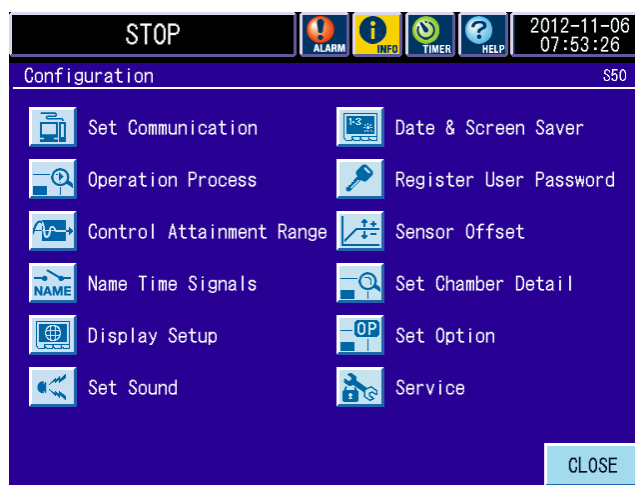 STOP
ALARM
INFO
TIMER
HELP
2012-11-06
07:53:26
Configuration
S50
Set Communication
1·3
Date & Screen Saver
Operation Process
Register User Password
Control Attainment Range
Sensor Offset
NAME
Name Time Signals
Set Chamber Detail
Display Setup
OP
Set Option
Set Sound
Service
CLOSE